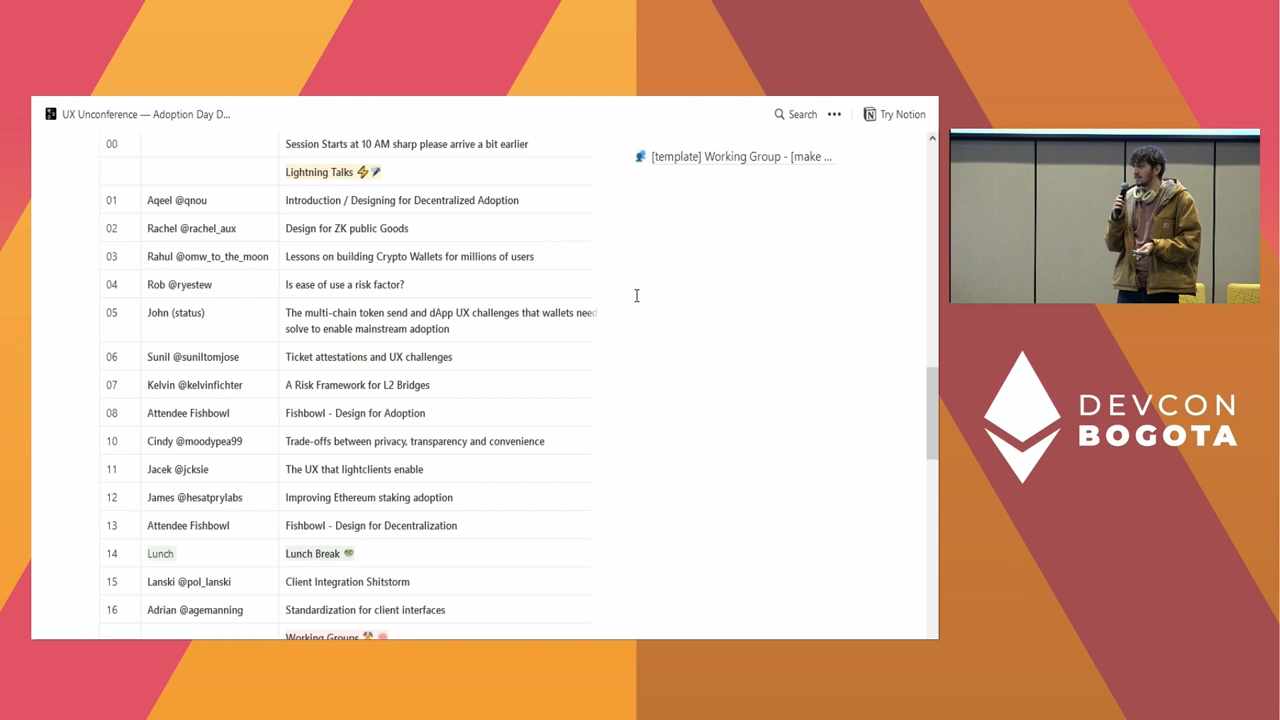 UX Unconference — Adoption Day D...
Search
Try Notion
00 Session Starts at 10 AM sharp please arrive a bit earlier
Lightning Talks
01 Aqeel @qnou Introduction / Designing for Decentralized Adoption
02 Rachel @rachel_aux Design for ZK public Goods
03 Rahul @omw_to_the_moon Lessons on building Crypto Wallets for millions of users
04 Rob @ryestew Is ease of use a risk factor?
05 John (status) The multi-chain token send and dApp UX challenges that wallets need
solve to enable mainstream adoption
06 Sunil @suniltomjose Ticket attestations and UX challenges
07 Kelvin @kelvinfichter A Risk Framework for L2 Bridges
08 Attendee Fishbowl Fishbowl - Design for Adoption
10 Cindy @moodypea99 Trade-offs between privacy, transparency and convenience
11 Jacek @jcksie The UX that lightclients enable
12 James @hesatprylabs Improving Ethereum staking adoption
13 Attendee Fishbowl Fishbowl - Design for Decentralization
14 Lunch Lunch Break
15 Lanski @pol_lanski Client Integration Shitstorm
16 Adrian @agemanning Standardization for client interfaces
Working Groups
[template] Working Group - [make ...
DEVCON
BOGOTA